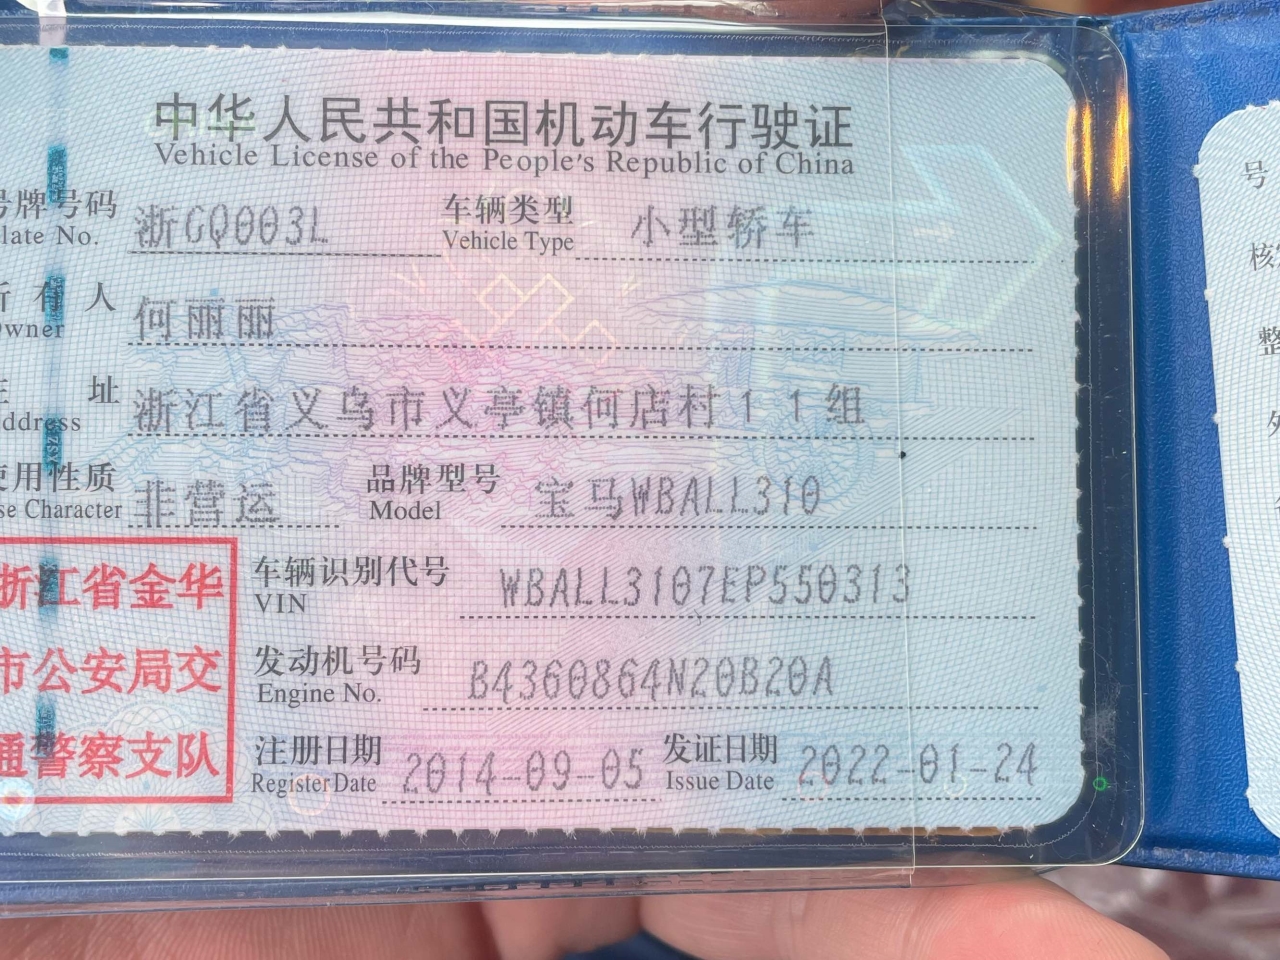 中华人民共和国机动车行驶证
Vehicle License of the People's Republic of China
号牌号码 浙GQ003L 车辆类型 小型轿车
late No. Vehicle Type
所有人 何丽丽
Owner
住 址 浙江省义乌市义亭镇何店村11组
ddress
使用性质 非营运 品牌型号 宝马WBALL310
se Character Model
浙江省金华
市公安局交
通警察支队
车辆识别代号 WBALL3107EP550313
VIN
发动机号码 B4360864N20B20A
Engine No.
注册日期 2014-09-05 发证日期 2022-01-24
Register Date Issue Date
号
核
整